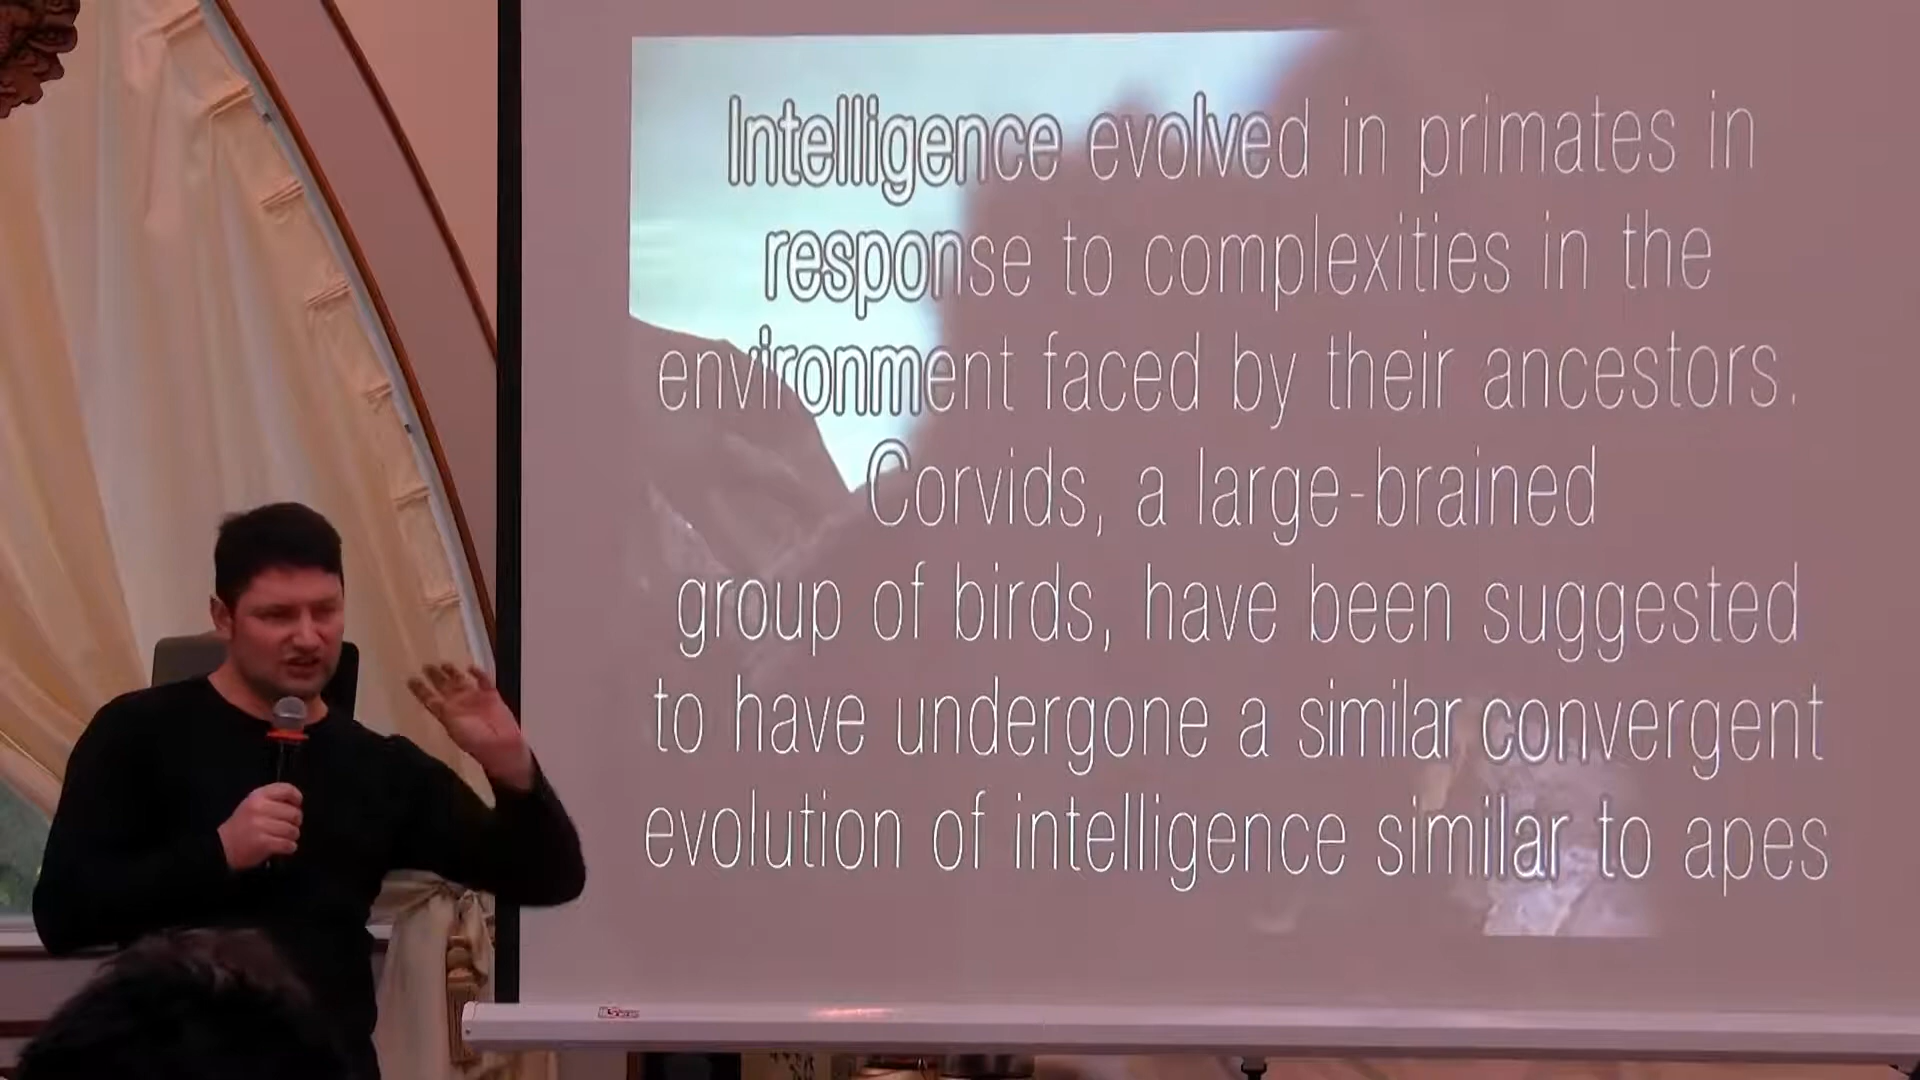 Intelligence evolved in primates in
response to complexities in the
environment faced by their ancestors.
Corvids, a large-brained
group of birds, have been suggested
to have undergone a similar convergent
evolution of intelligence similar to apes